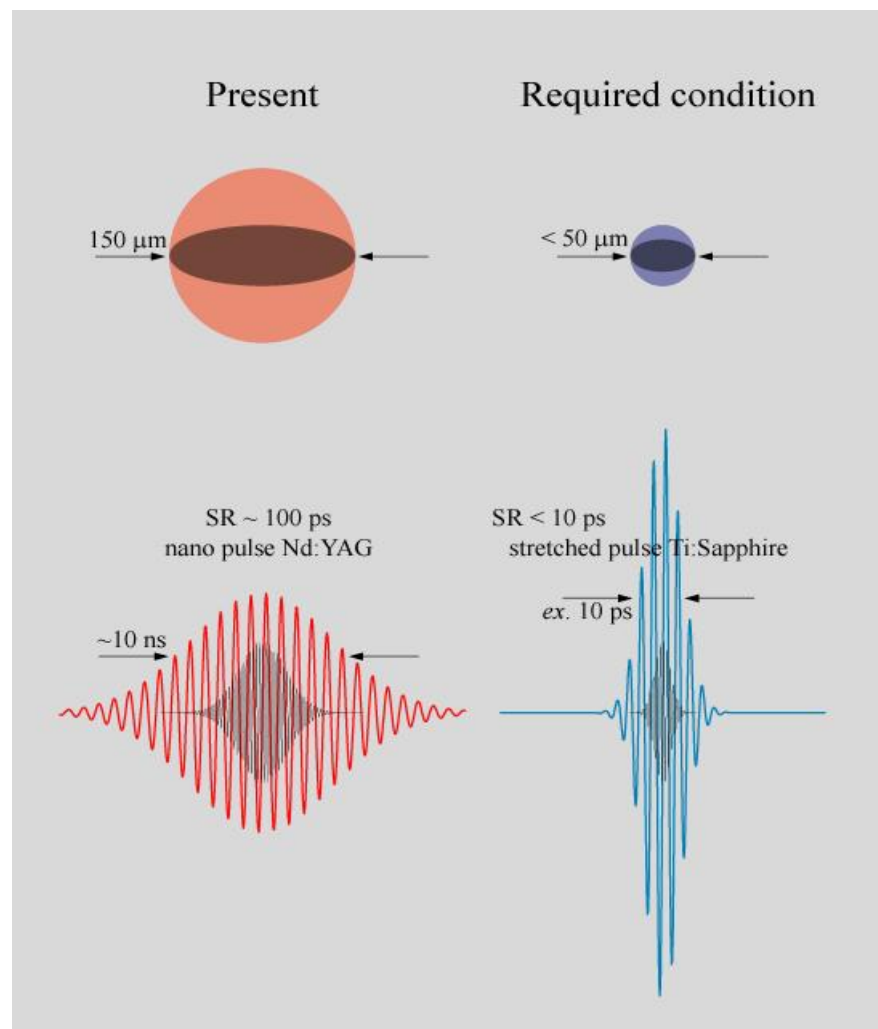 Present
Required condition
150 μm
< 50 μm
SR ~ 100 ps
nano pulse Nd:YAG
SR < 10 ps
stretched pulse Ti:Sapphire
~10 ns
ex. 10 ps